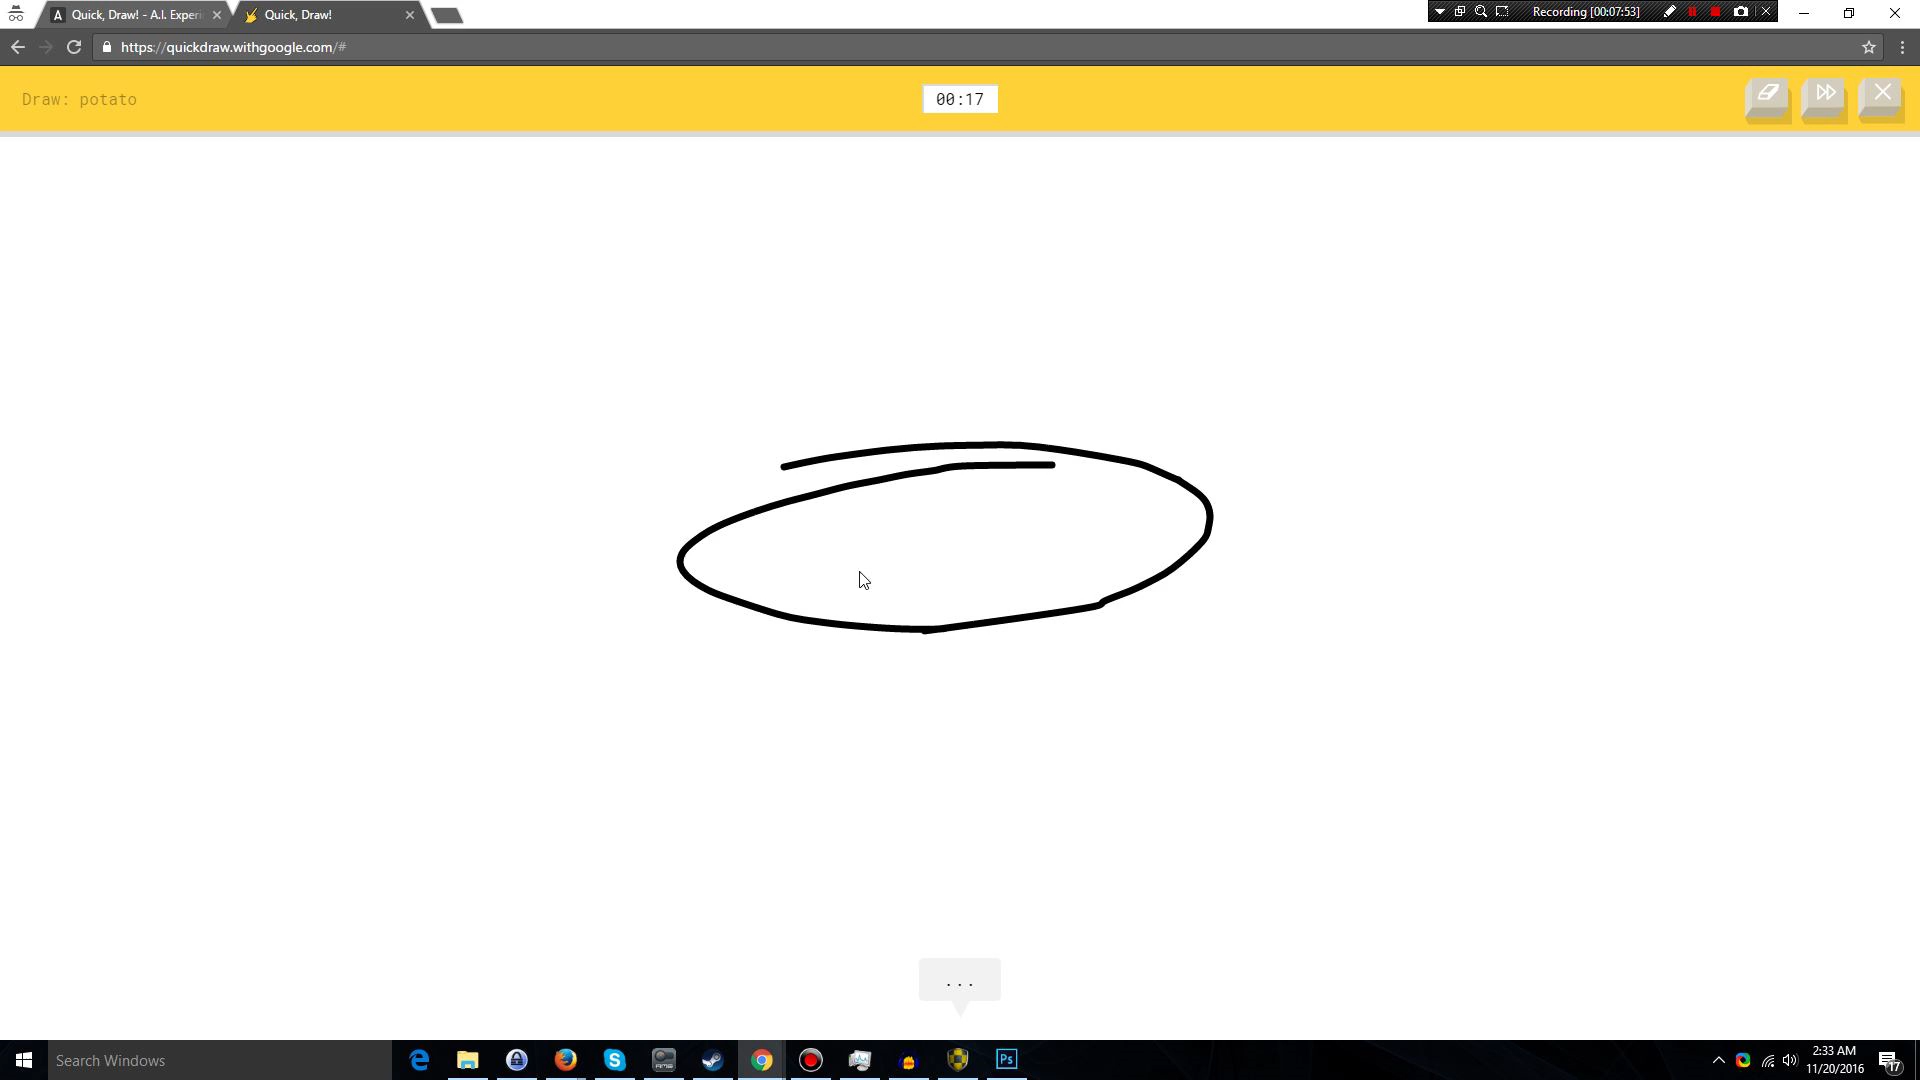 A Quick, Draw! - A.I. Experi
Quick, Draw!
Recording [00:07:53]
https://quickdraw.withgoogle.com/#
Draw: potato
00:17
...
Search Windows
Ps
2:33 AM
11/20/2016
17